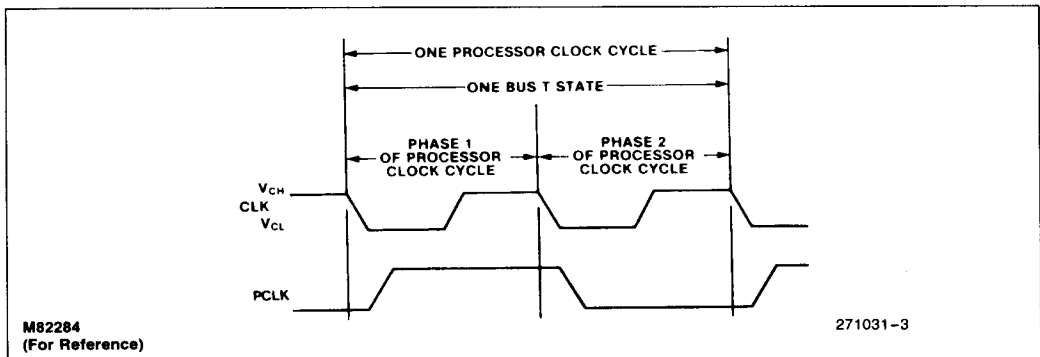 ONE PROCESSOR CLOCK CYCLE
ONE BUS T STATE
PHASE 1
OF PROCESSOR
CLOCK CYCLE
PHASE 2
OF PROCESSOR
CLOCK CYCLE
VCH
CLK
VCL
PCLK
M82284
(For Reference)
271031-3